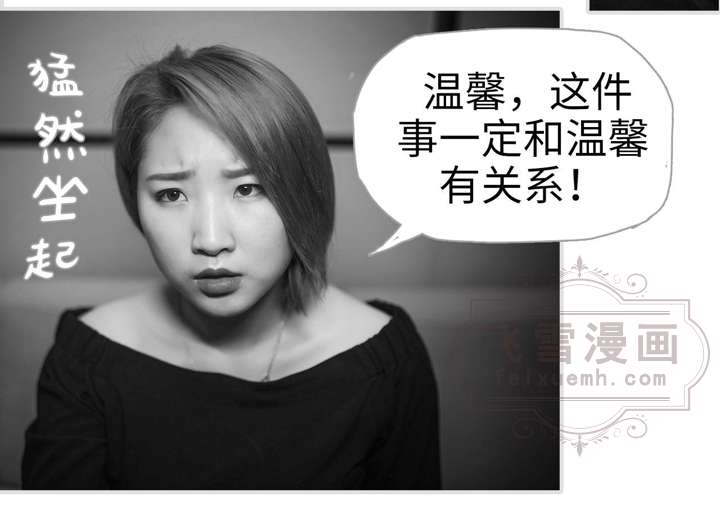 猛然坐起
温馨，这件
事一定和温馨
有关系！
飞雪漫画
feixuemh.com